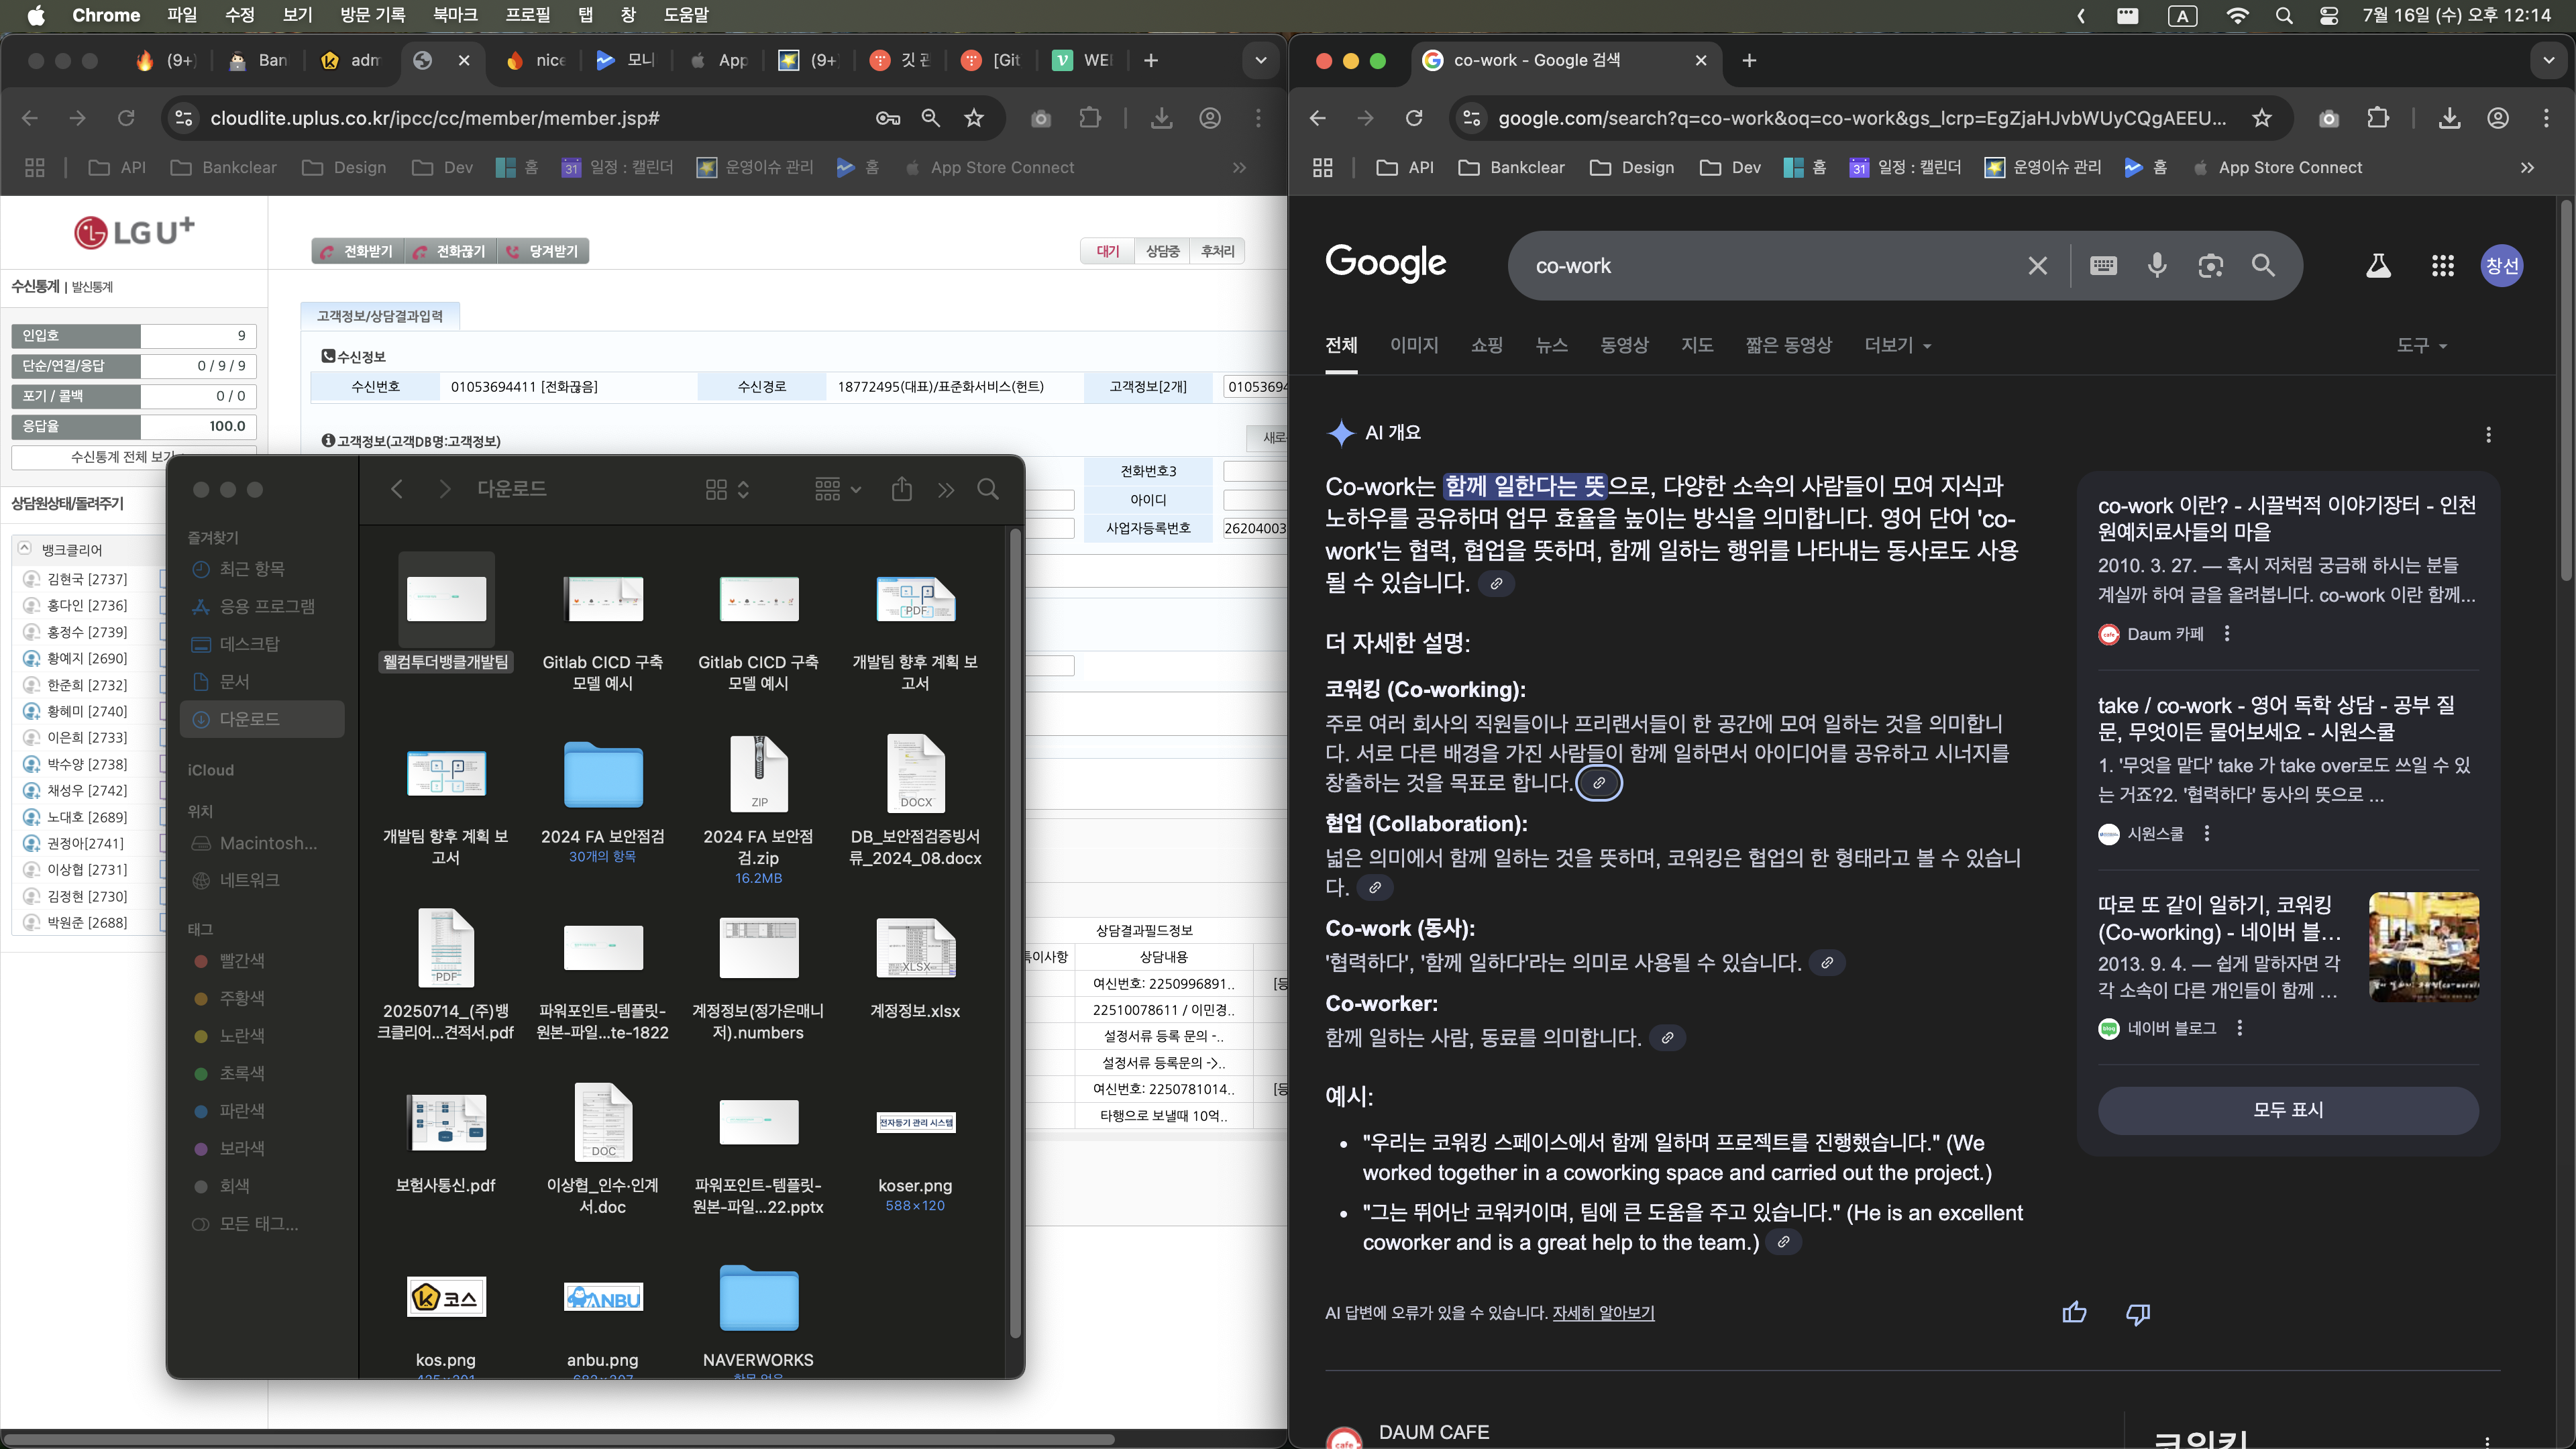 Chrome 파일 수정 보기 방문 기록 북마크 프로필 탭 창 도움말
A 7월 16일 (수) 오후 12:14
(9+) Ban adm nice 모니 App (9+ 깃 관 [Git WEI
cloudlite.uplus.co.kr/ipcc/cc/member/member.jsp#
API Bankclear Design Dev 홈 31 일정 : 캘린더 운영이슈 관리 홈 App Store Connect
LG U+
전화받기 전화끊기 당겨받기
대기 상담중 후처리
수신통계 | 발신통계
인입호 9
단순/연결/응답 0 / 9 / 9
포기 / 콜백 0 / 0
응답율 100.0
수신통계 전체 보기
상담원상태/돌려주기
뱅크클리어
김현국 [2737]
홍다인 [2736]
홍정수 [2739]
황예지 [2690]
한준희 [2732]
황혜미 [2740]
이은희 [2733]
박수양 [2738]
채성우 [2742]
노대호 [2689]
권정아[2741]
이상협 [2731]
김정현 [2730]
박원준 [2688]
고객정보/상담결과입력
수신정보
수신번호 01053694411 [전화끊음] 수신경로 18772495(대표)/표준화서비스(헌트) 고객정보[2개] 01053694
고객정보(고객DB명:고객정보) 새로
전화번호3
아이디
사업자등록번호 26204003
상담결과필드정보
특이사항 상담내용
여신번호: 2250996891.. [등
22510078611 / 이민경..
설정서류 등록 문의 -..
설정서류 등록문의 ->..
여신번호: 2250781014.. [등
타행으로 보낼때 10억..
다운로드
즐겨찾기
최근 항목
응용 프로그램
데스크탑
문서
다운로드
iCloud
위치
Macintosh...
네트워크
태그
빨간색
주황색
노란색
초록색
파란색
보라색
회색
모든 태그...
웰컴투더뱅클개발팀
Gitlab CICD 구축 모델 예시
Gitlab CICD 구축 모델 예시
PDF
개발팀 향후 계획 보고서
개발팀 향후 계획 보고서
2024 FA 보안점검
30개의 항목
ZIP
2024 FA 보안점검.zip
16.2MB
DOCX
DB_보안점검증빙서류_2024_08.docx
PDF
20250714_(주)뱅크클리어...견적서.pdf
파워포인트-템플릿-원본-파일...te-1822
계정정보(정가은매니저).numbers
XLSX
계정정보.xlsx
보험사통신.pdf
DOC
이상협_인수·인계서.doc
파워포인트-템플릿-원본-파일...22.pptx
전자등기 관리 시스템
koser.png
588×120
코스
kos.png
ANBU
anbu.png
NAVERWORKS
co-work - Google 검색
google.com/search?q=co-work&oq=co-work&gs_lcrp=EgZjaHJvbWUyCQgAEEU...
API Bankclear Design Dev 홈 31 일정 : 캘린더 운영이슈 관리 홈 App Store Connect
Google co-work 창선
전체 이미지 쇼핑 뉴스 동영상 지도 짧은 동영상 더보기 도구
AI 개요
Co-work는 함께 일한다는 뜻으로, 다양한 소속의 사람들이 모여 지식과
노하우를 공유하며 업무 효율을 높이는 방식을 의미합니다. 영어 단어 'co-
work'는 협력, 협업을 뜻하며, 함께 일하는 행위를 나타내는 동사로도 사용
될 수 있습니다.
더 자세한 설명:
코워킹 (Co-working):
주로 여러 회사의 직원들이나 프리랜서들이 한 공간에 모여 일하는 것을 의미합니
다. 서로 다른 배경을 가진 사람들이 함께 일하면서 아이디어를 공유하고 시너지를
창출하는 것을 목표로 합니다.
협업 (Collaboration):
넓은 의미에서 함께 일하는 것을 뜻하며, 코워킹은 협업의 한 형태라고 볼 수 있습니
다.
Co-work (동사):
'협력하다', '함께 일하다'라는 의미로 사용될 수 있습니다.
Co-worker:
함께 일하는 사람, 동료를 의미합니다.
예시:
"우리는 코워킹 스페이스에서 함께 일하며 프로젝트를 진행했습니다." (We
worked together in a coworking space and carried out the project.)
"그는 뛰어난 코워커이며, 팀에 큰 도움을 주고 있습니다." (He is an excellent
coworker and is a great help to the team.)
AI 답변에 오류가 있을 수 있습니다. 자세히 알아보기
co-work 이란? - 시끌벅적 이야기장터 - 인천
원예치료사들의 마을
2010. 3. 27. — 혹시 저처럼 궁금해 하시는 분들
계실까 하여 글을 올려봅니다. co-work 이란 함께...
cafe Daum 카페
take / co-work - 영어 독학 상담 - 공부 질
문, 무엇이든 물어보세요 - 시원스쿨
1. '무엇을 맡다' take 가 take over로도 쓰일 수 있
는 거죠?2. '협력하다' 동사의 뜻으로 ...
시원스쿨
따로 또 같이 일하기, 코워킹
(Co-working) - 네이버 블...
2013. 9. 4. — 쉽게 말하자면 각
각 소속이 다른 개인들이 함께 ...
blog 네이버 블로그
모두 표시
cafe DAUM CAFE
코워킹